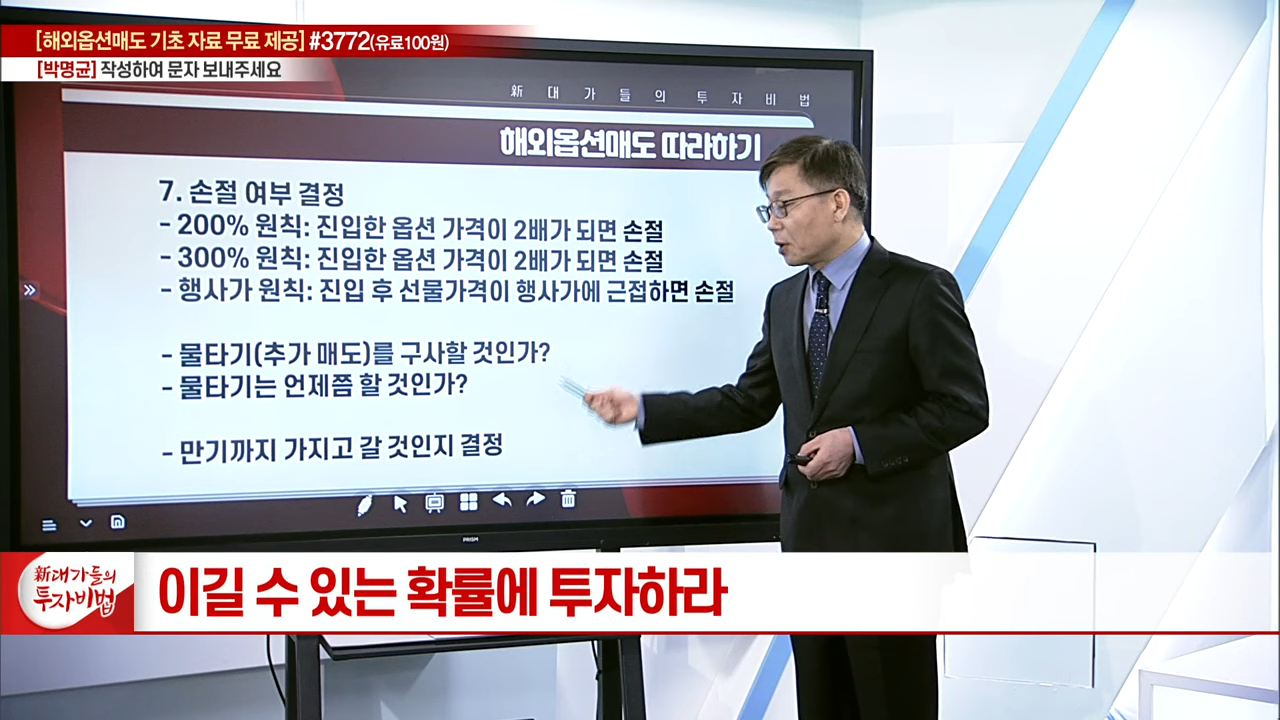 [해외옵션매도 기초 자료 무료 제공] #3772(유료100원)
[박명균] 작성하여 문자 보내주세요
新 대 가 들 의 투 자 비 법
해외옵션매도 따라하기
7. 손절 여부 결정
- 200% 원칙: 진입한 옵션 가격이 2배가 되면 손절
- 300% 원칙: 진입한 옵션 가격이 2배가 되면 손절
- 행사가 원칙: 진입 후 선물가격이 행사가에 근접하면 손절
- 물타기(추가 매도)를 구사할 것인가?
- 물타기는 언제쯤 할 것인가?
- 만기까지 가지고 갈 것인지 결정
PRISM
新대가들의
투자비법
이길 수 있는 확률에 투자하라